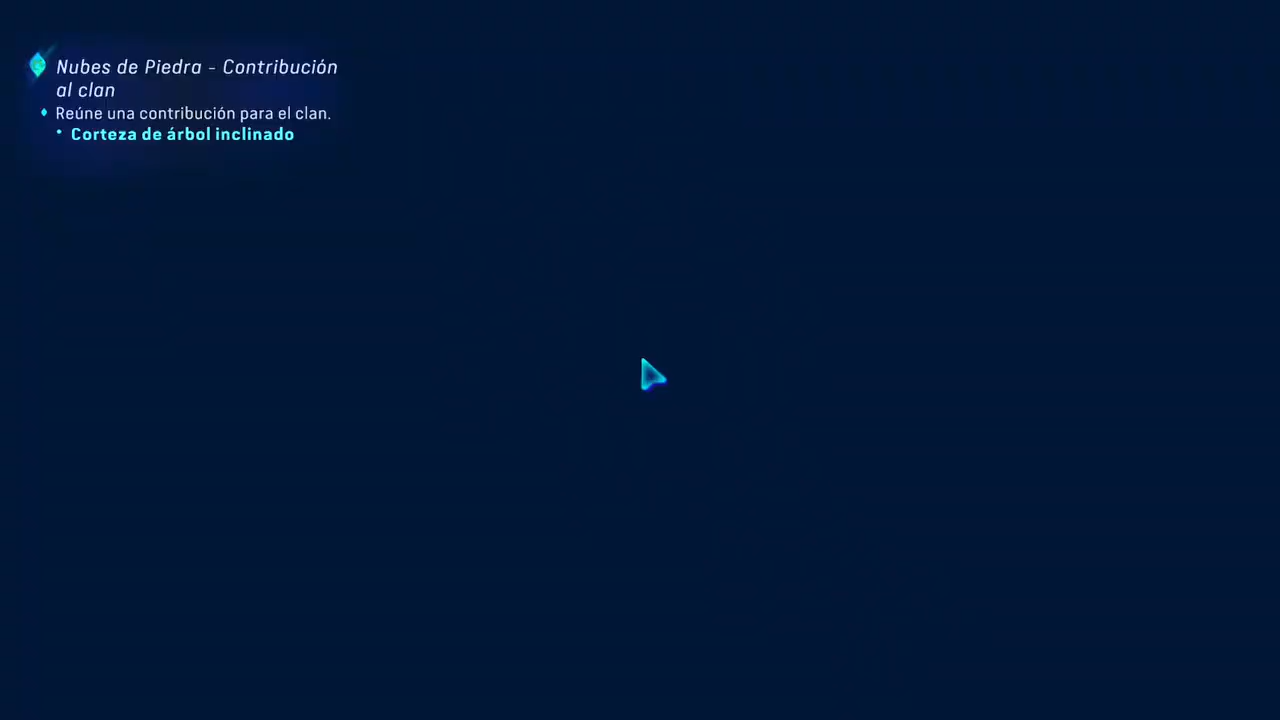 Nubes de Piedra - Contribución
al clan
Reúne una contribución para el clan.
Corteza de árbol inclinado